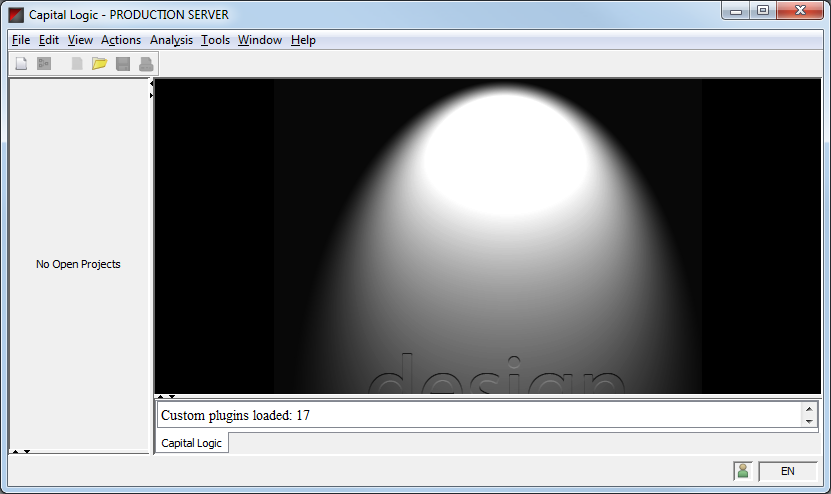 Capital Logic - PRODUCTION SERVER
File Edit View Actions Analysis Tools Window Help
No Open Projects
design
Custom plugins loaded: 17
Capital Logic
EN